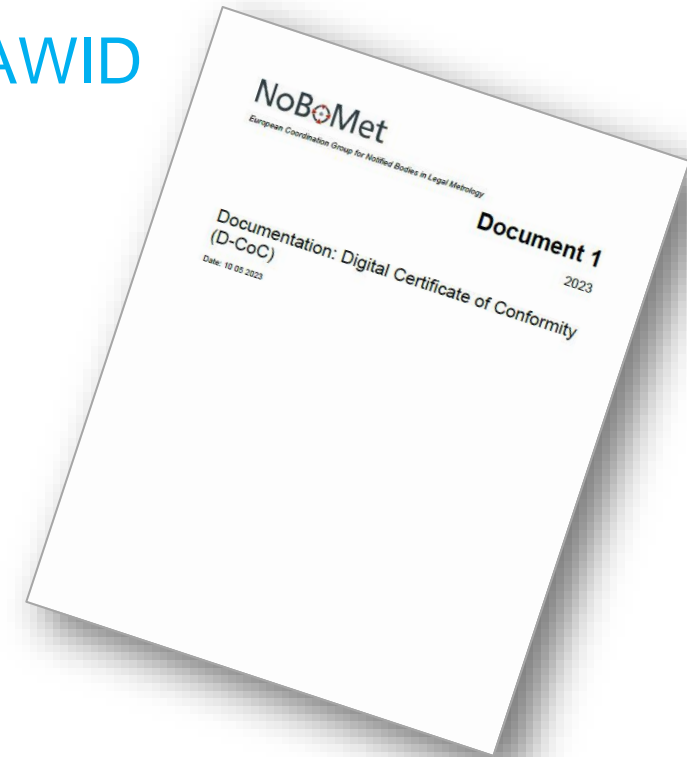 AWID
NoBoMet
European Coordination Group for Notified Bodies in Legal Metrology
Document 1
2023
Documentation: Digital Certificate of Conformity
(D-CoC)
Date: 10 05 2023